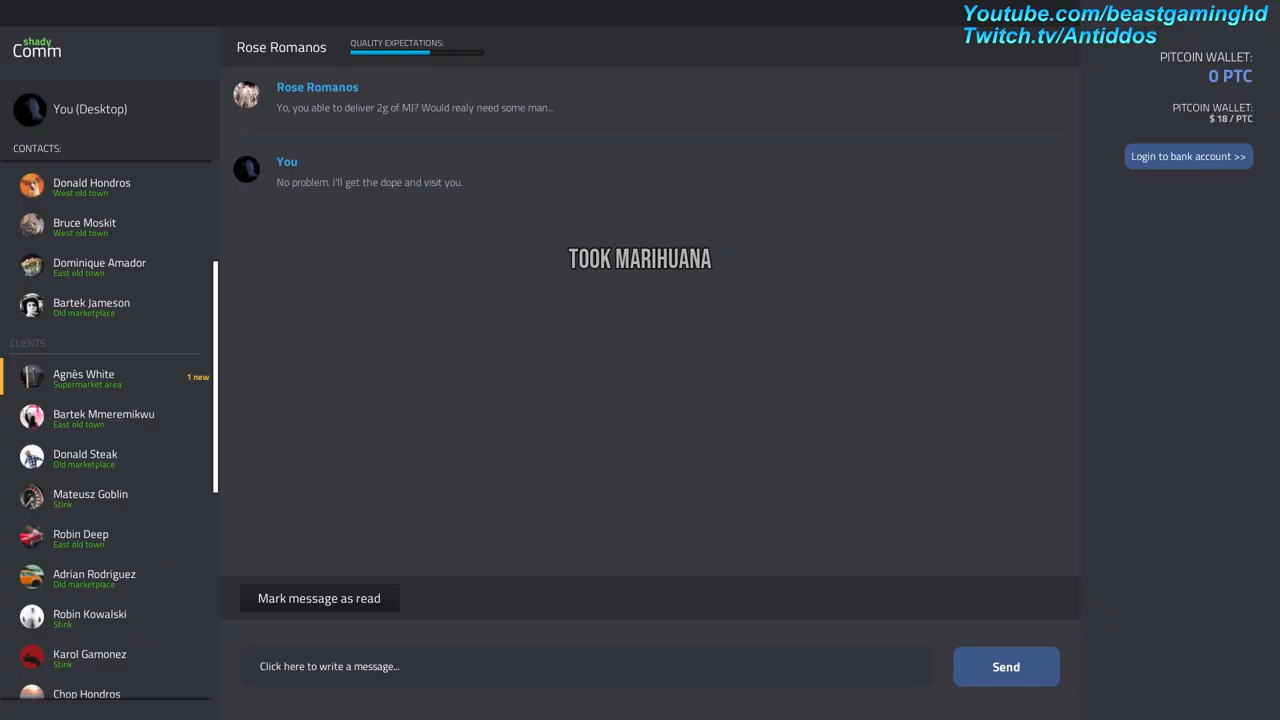 Youtube.com/beastgaminghd
Twitch.tv/Antiddos
shady
Comm
You (Desktop)
CONTACTS:
Donald Hondros
West old town
Bruce Moskit
West old town
Dominique Amador
East old town
Bartek Jameson
Old marketplace
CLIENTS
Agnès White
Supermarket area
1 new
Bartek Mmeremikwu
East old town
Donald Steak
Old marketplace
Mateusz Goblin
Stink
Robin Deep
East old town
Adrian Rodriguez
Old marketplace
Robin Kowalski
Stink
Karol Gamonez
Stink
Chop Hondros
Rose Romanos
QUALITY EXPECTATIONS:
Rose Romanos
Yo, you able to deliver 2g of MJ? Would realy need some man...
You
No problem. I'll get the dope and visit you.
TOOK MARIHUANA
Mark message as read
Click here to write a message...
Send
PITCOIN WALLET:
0 PTC
PITCOIN WALLET:
$ 18 / PTC
Login to bank account >>